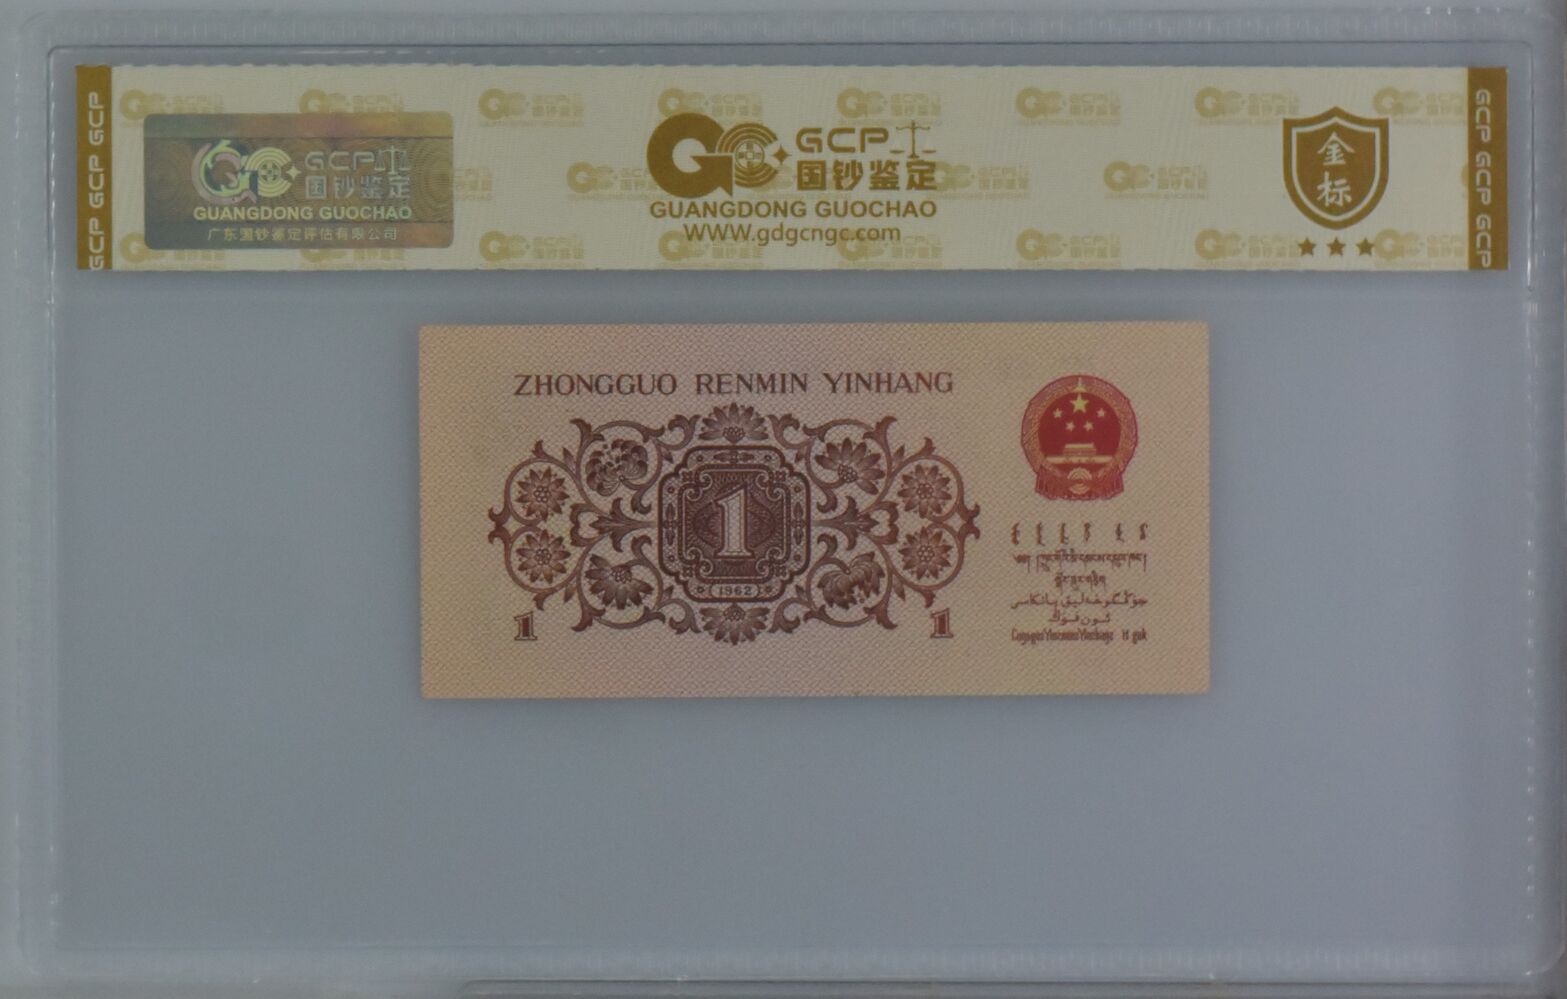 GCP GCP GCP
GCP
国钞鉴定
GUANGDONG GUOCHAO
广东国钞鉴定评估有限公司
GCP
国钞鉴定
GUANGDONG GUOCHAO
WWW.gdgcngc.com
金
标
GCP GCP GCP
ZHONGGUO RENMIN YINHANG
1
(1962)
1
1